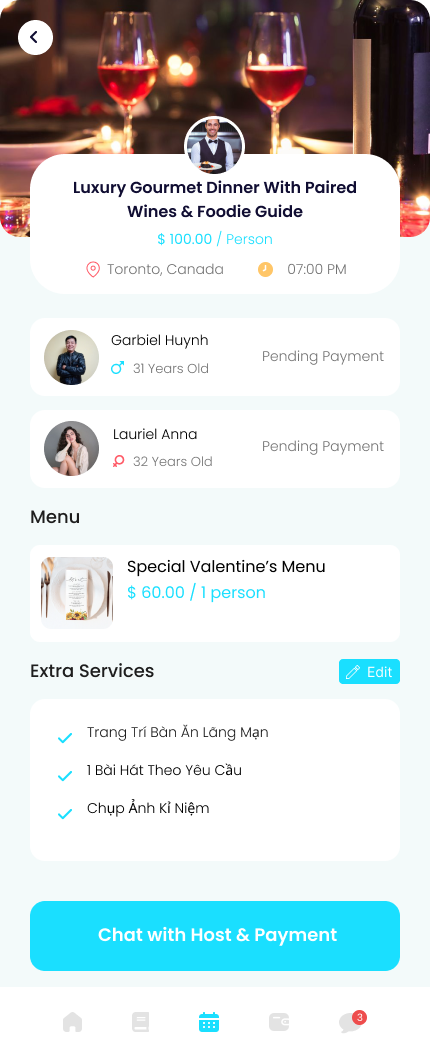 Luxury Gourmet Dinner With Paired
Wines & Foodie Guide
$ 100.00 / Person
Toronto, Canada
07:00 PM
Garbiel Huynh
31 Years Old
Pending Payment
Lauriel Anna
32 Years Old
Pending Payment
Menu
Special Valentine’s Menu
$ 60.00 / 1 person
Extra Services
Edit
Trang Trí Bàn Ăn Lãng Mạn
1 Bài Hát Theo Yêu Cầu
Chụp Ảnh Kỉ Niệm
Chat with Host & Payment
3